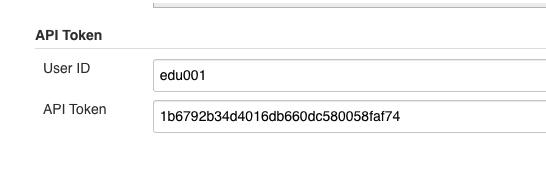 API Token
User ID
edu001
API Token
1b6792b34d4016db660dc580058faf74